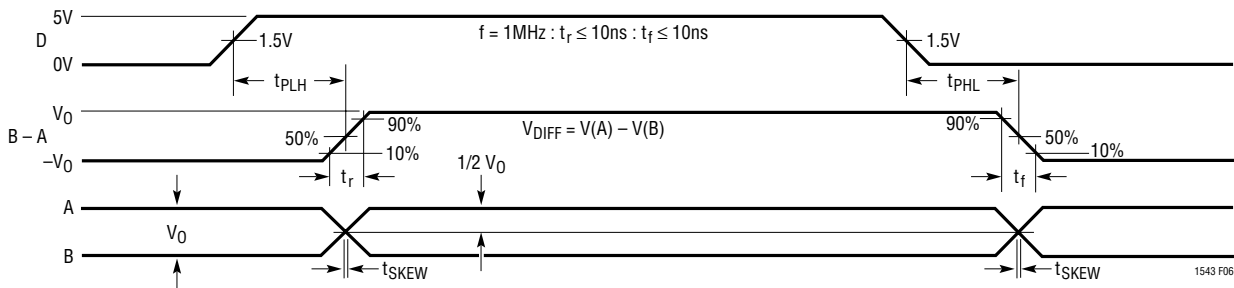 5V
D
0V
1.5V
f = 1MHz : tr ≤ 10ns : tf ≤ 10ns
1.5V
tPLH
tPHL
VO
B – A
–VO
50%
90%
10%
tr
VDIFF = V(A) – V(B)
1/2 VO
90%
50%
10%
tf
A
VO
B
tSKEW
tSKEW
1543 F06